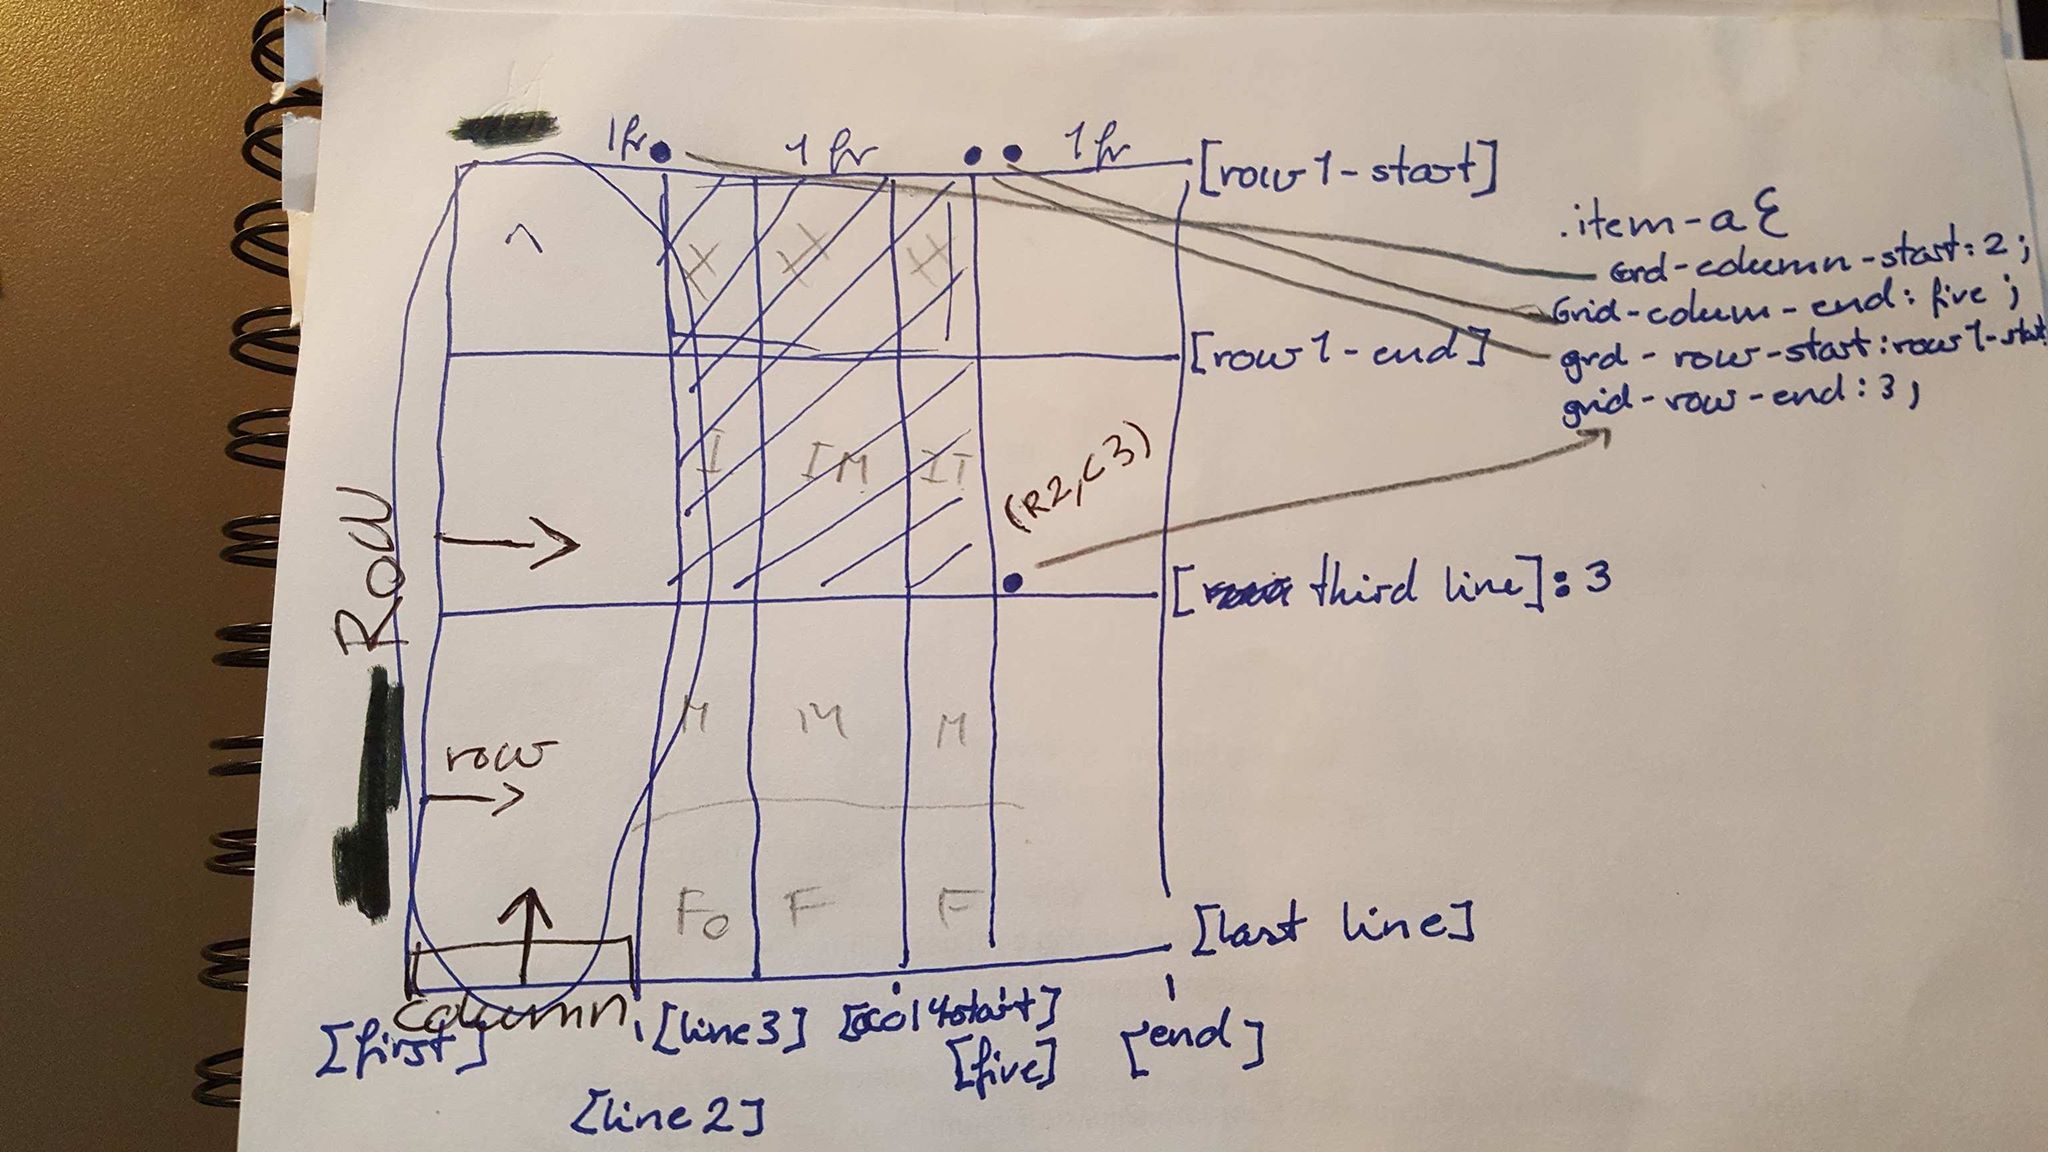 1fr 1fr 1fr
[row1-start]
.item-a {
Grd-column-start:2;
Grid-colum-end: five;
grd-row-start:row1-start
grid-row-end:3;
1
H H H
[row1-end]
I IM IT
(R2,C3)
Row
[third line]:3
M M M
row
Fo F F
[last line]
column
[first]
[line3]
[col4start]
[end]
[five]
[line2]